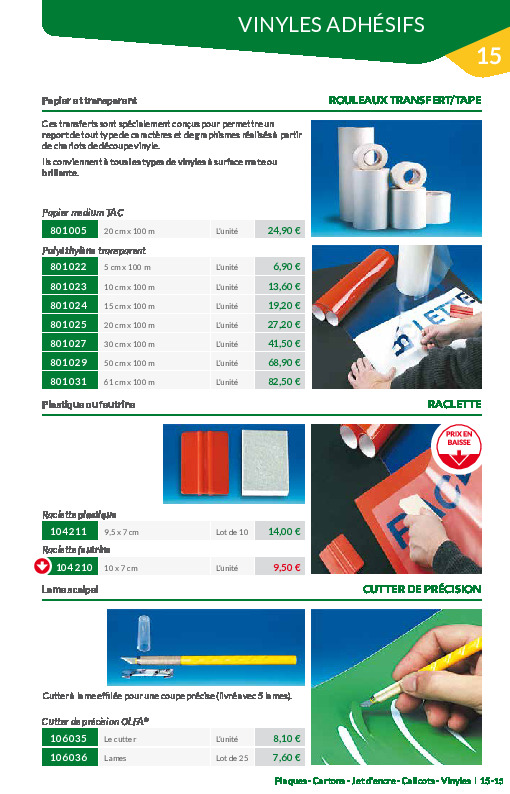 VINYLES ADHÉSIFS
15
Papier et transparent
ROULEAUX TRANSFERT/TAPE
Ces transferts sont spécialement conçus pour permettre un
report de tout type de caractères et de graphismes réalisés à partir
de chariots de découpe vinyle.
Ils conviennent à tous les types de vinyles à surface mate ou
brillante.
Papier medium TAC
801005 20 cm x 100 m L'unité 24,90 €
Polyéthylène transparent
801022 5 cm x 100 m L'unité 6,90 €
801023 10 cm x 100 m L'unité 13,60 €
801024 15 cm x 100 m L'unité 19,20 €
801025 20 cm x 100 m L'unité 27,20 €
801027 30 cm x 100 m L'unité 41,50 €
801029 50 cm x 100 m L'unité 68,90 €
801031 61 cm x 100 m L'unité 82,50 €
Plastique ou feutrine
RACLETTE
PRIX EN
BAISSE
Raclette plastique
104211 9,5 x 7 cm Lot de 10 14,00 €
Raclette feutrine
104210 10 x 7 cm L'unité 9,50 €
Lame scalpel
CUTTER DE PRÉCISION
Cutter à lame effilée pour une coupe précise (livré avec 5 lames).
Cutter de précision OLFA®
106035 Le cutter L'unité 8,10 €
106036 Lames Lot de 25 7,60 €
Plaques - Cartons - Jet d'encre - Calicots - Vinyles | 15-15